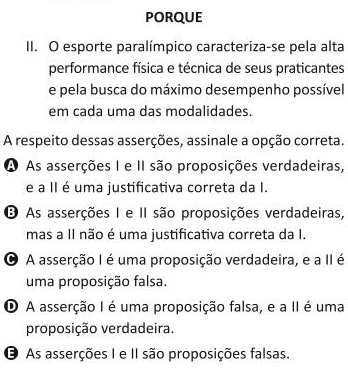 PORQUE
II. O esporte paralímpico caracteriza-se pela alta
performance física e técnica de seus praticantes
e pela busca do máximo desempenho possível
em cada uma das modalidades.
A respeito dessas asserções, assinale a opção correta.
A As asserções I e II são proposições verdadeiras,
e a II é uma justificativa correta da I.
B As asserções I e II são proposições verdadeiras,
mas a II não é uma justificativa correta da I.
C A asserção I é uma proposição verdadeira, e a II é
uma proposição falsa.
D A asserção I é uma proposição falsa, e a II é uma
proposição verdadeira.
E As asserções I e II são proposições falsas.